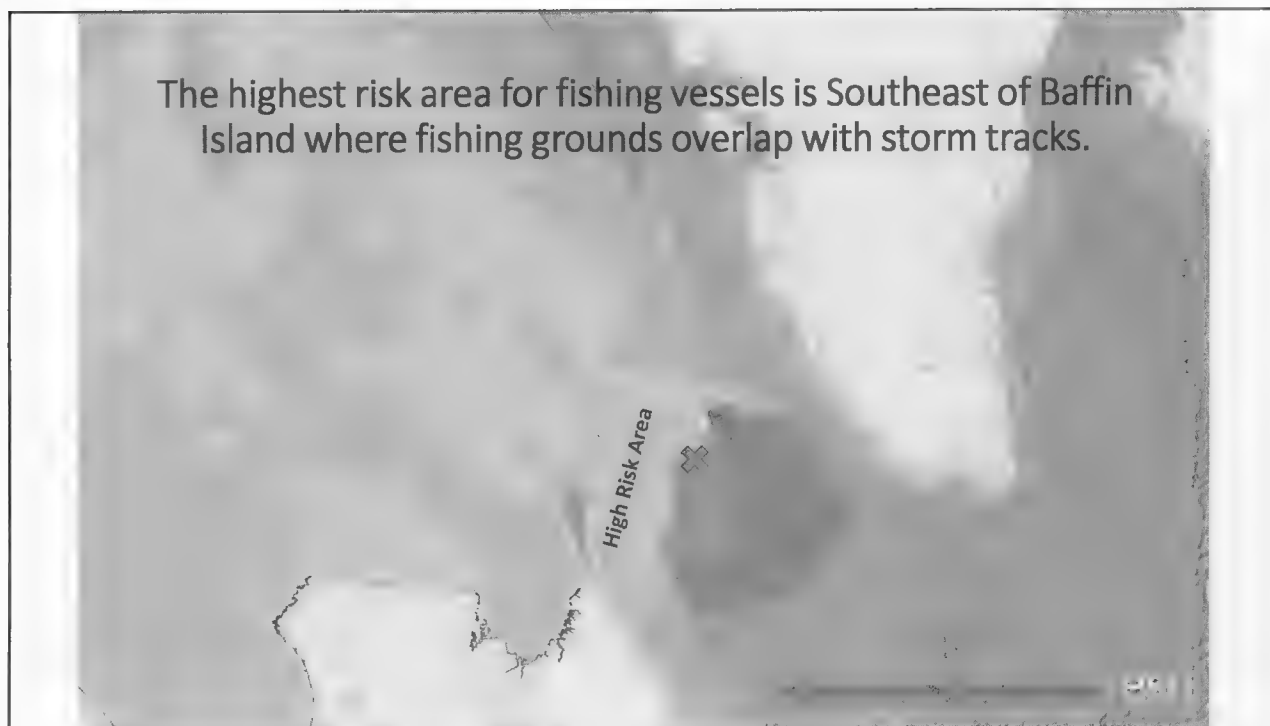 The highest risk area for fishing vessels is Southeast of Baffin
Island where fishing grounds overlap with storm tracks.
High Risk Area